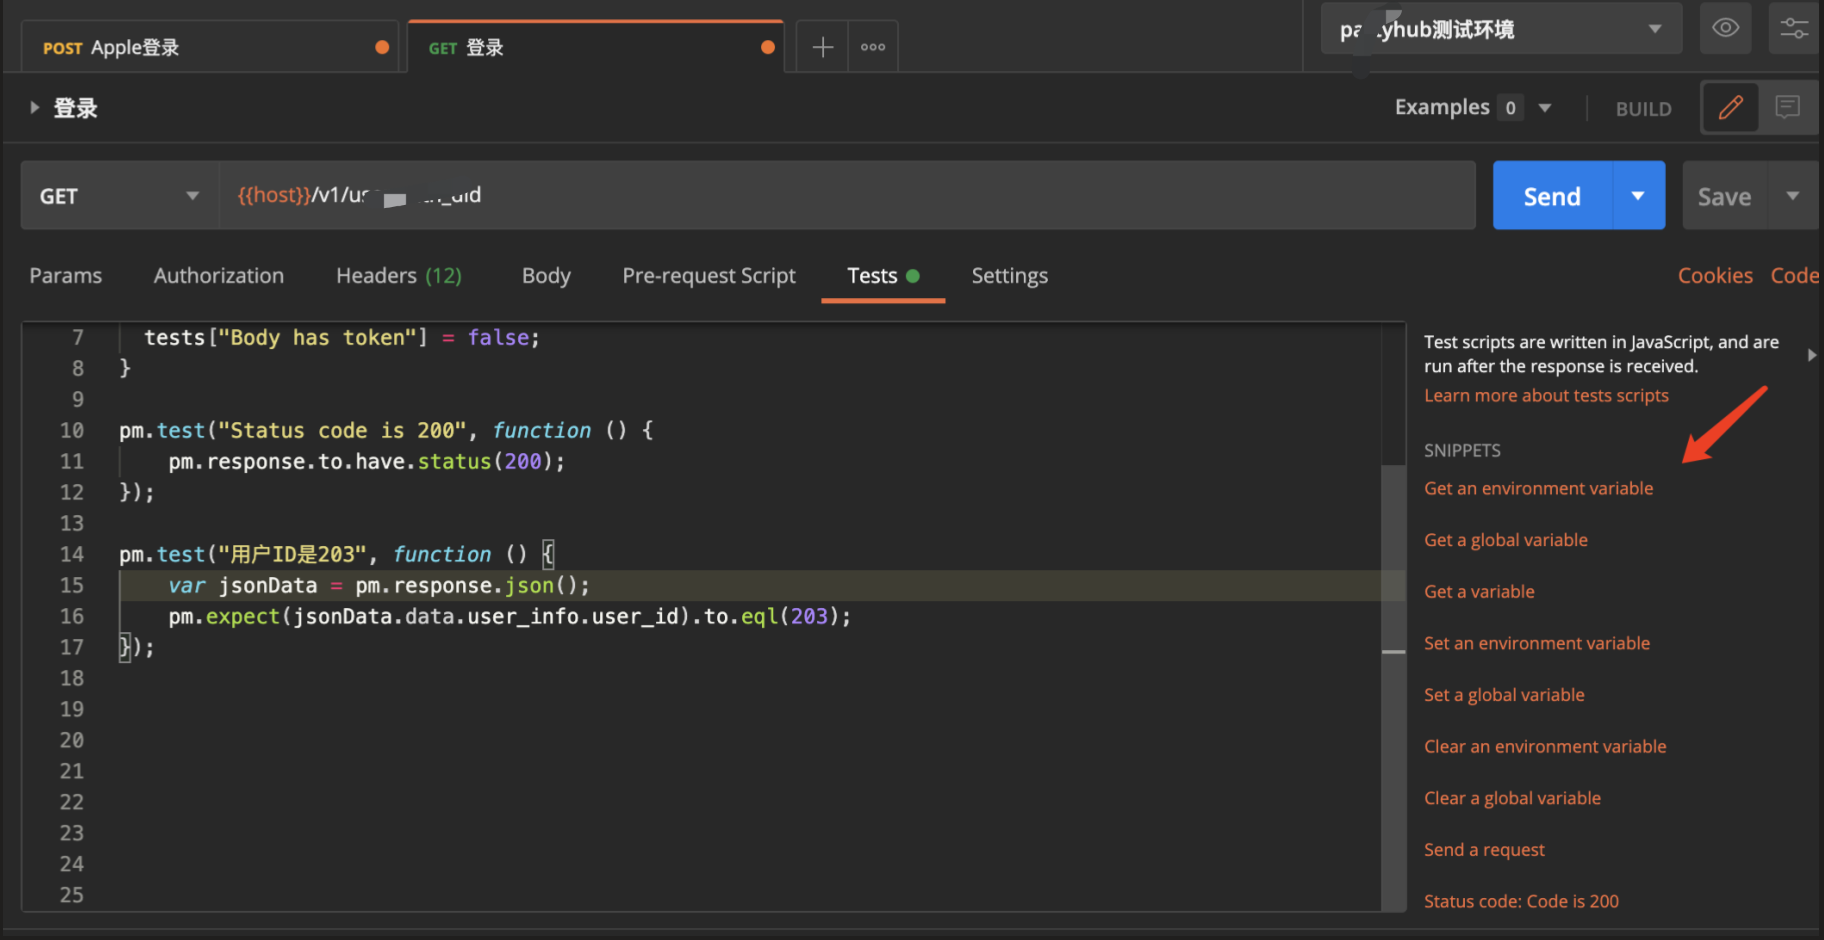 POST Apple登录
GET 登录
yhub测试环境
登录
Examples 0
BUILD
GET
{{host}}/v1/us
Send
Save
Params
Authorization
Headers (12)
Body
Pre-request Script
Tests
Settings
Cookies
Code
7 tests["Body has token"] = false;
8 }
9
10 pm.test("Status code is 200", function () {
11 pm.response.to.have.status(200);
12 });
13
14 pm.test("用户ID是203", function () {
15 var jsonData = pm.response.json();
16 pm.expect(jsonData.data.user_info.user_id).to.eql(203);
17 });
18
19
20
21
22
23
24
25
Test scripts are written in JavaScript, and are
run after the response is received.
Learn more about tests scripts
SNIPPETS
Get an environment variable
Get a global variable
Get a variable
Set an environment variable
Set a global variable
Clear an environment variable
Clear a global variable
Send a request
Status code: Code is 200